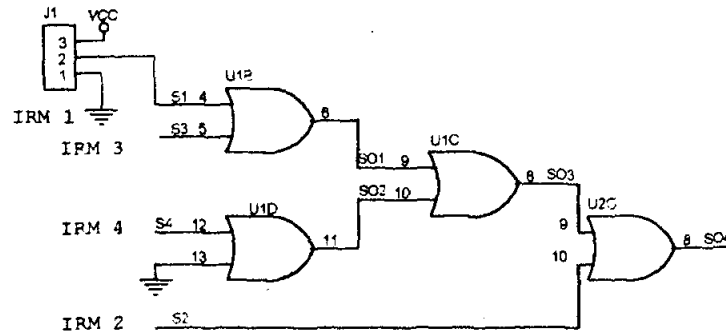 J1
VCC
3
2
1
IRM 1
U1B
S1 4
S3 5
6
IRM 3
U1C
SO1 9
SO2 10
8 SO3
U1D
IRM 4
S4 12
13
11
U2C
9
10
8 SO4
IRM 2
S2